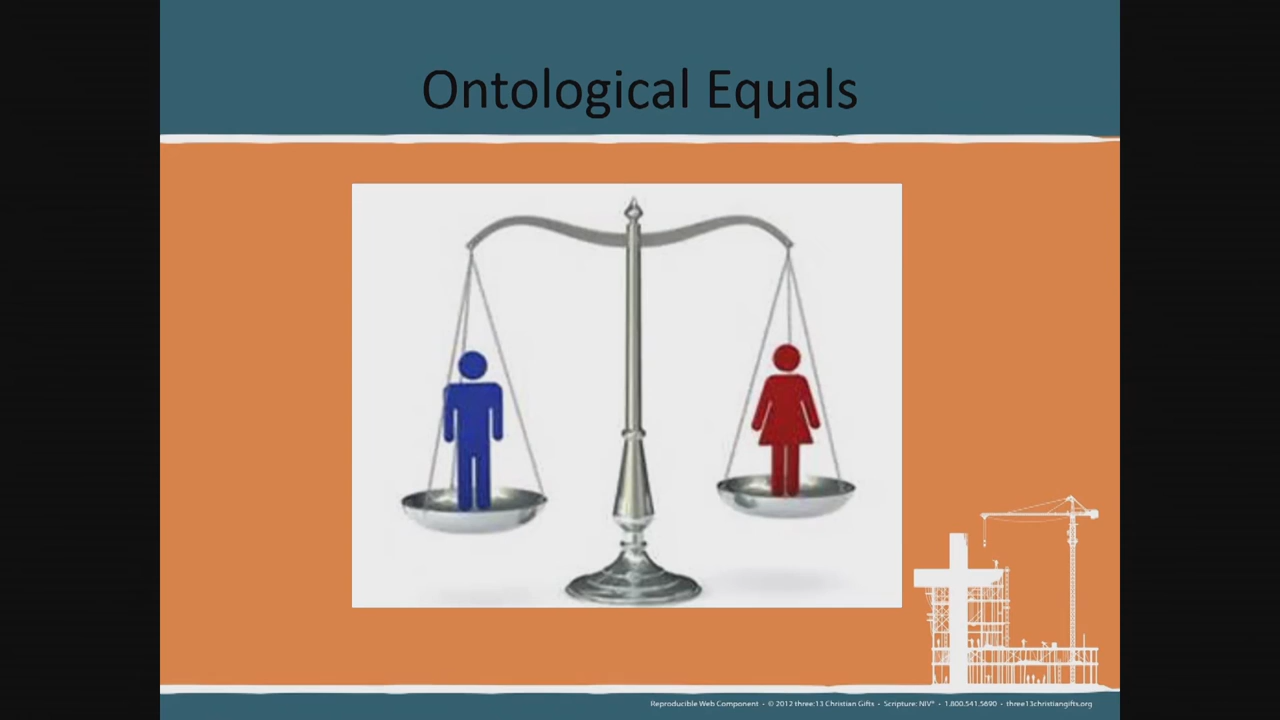 Ontological Equals
Reproducible Web Component • © 2012 three:13 Christian Gifts • Scripture: NIV® • 1.800.541.5690 • three13christiangifts.org